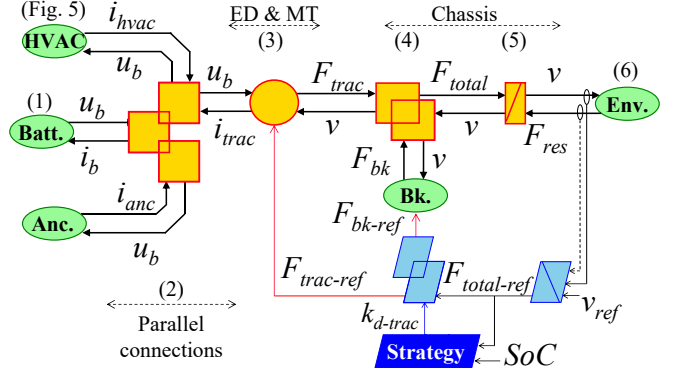 (Fig. 5)
HVAC
i_hvac
u_b
ED & MT
(3)
Chassis
(4)
(5)
(6)
(1)
Batt.
u_b
i_b
u_b
i_trac
F_trac
v
F_total
v
v
F_res
Env.
Anc.
i_anc
u_b
F_bk
v
Bk.
F_bk-ref
F_trac-ref
F_total-ref
v_ref
(2)
Parallel
connections
k_d-trac
Strategy
SoC